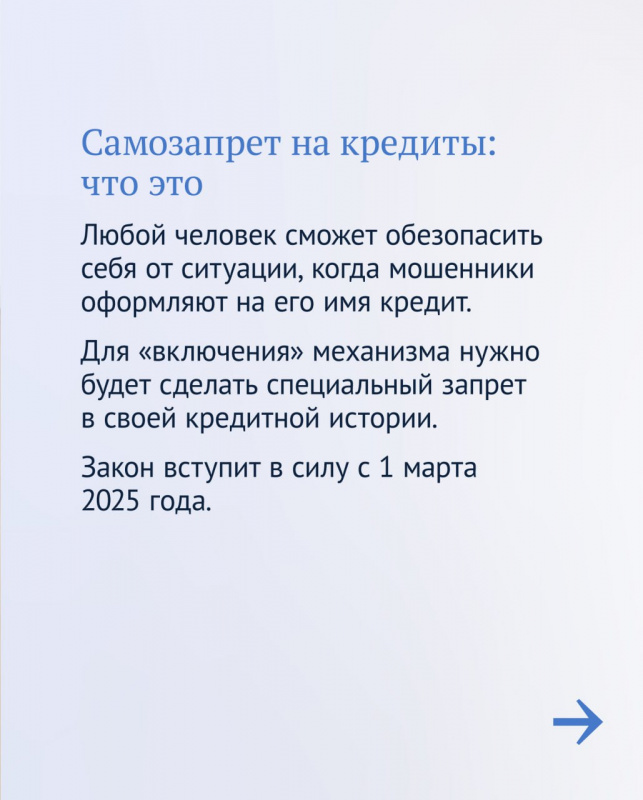 Самозапрет на кредиты:
что это
Любой человек сможет обезопасить
себя от ситуации, когда мошенники
оформляют на его имя кредит.
Для «включения» механизма нужно
будет сделать специальный запрет
в своей кредитной истории.
Закон вступит в силу с 1 марта
2025 года.